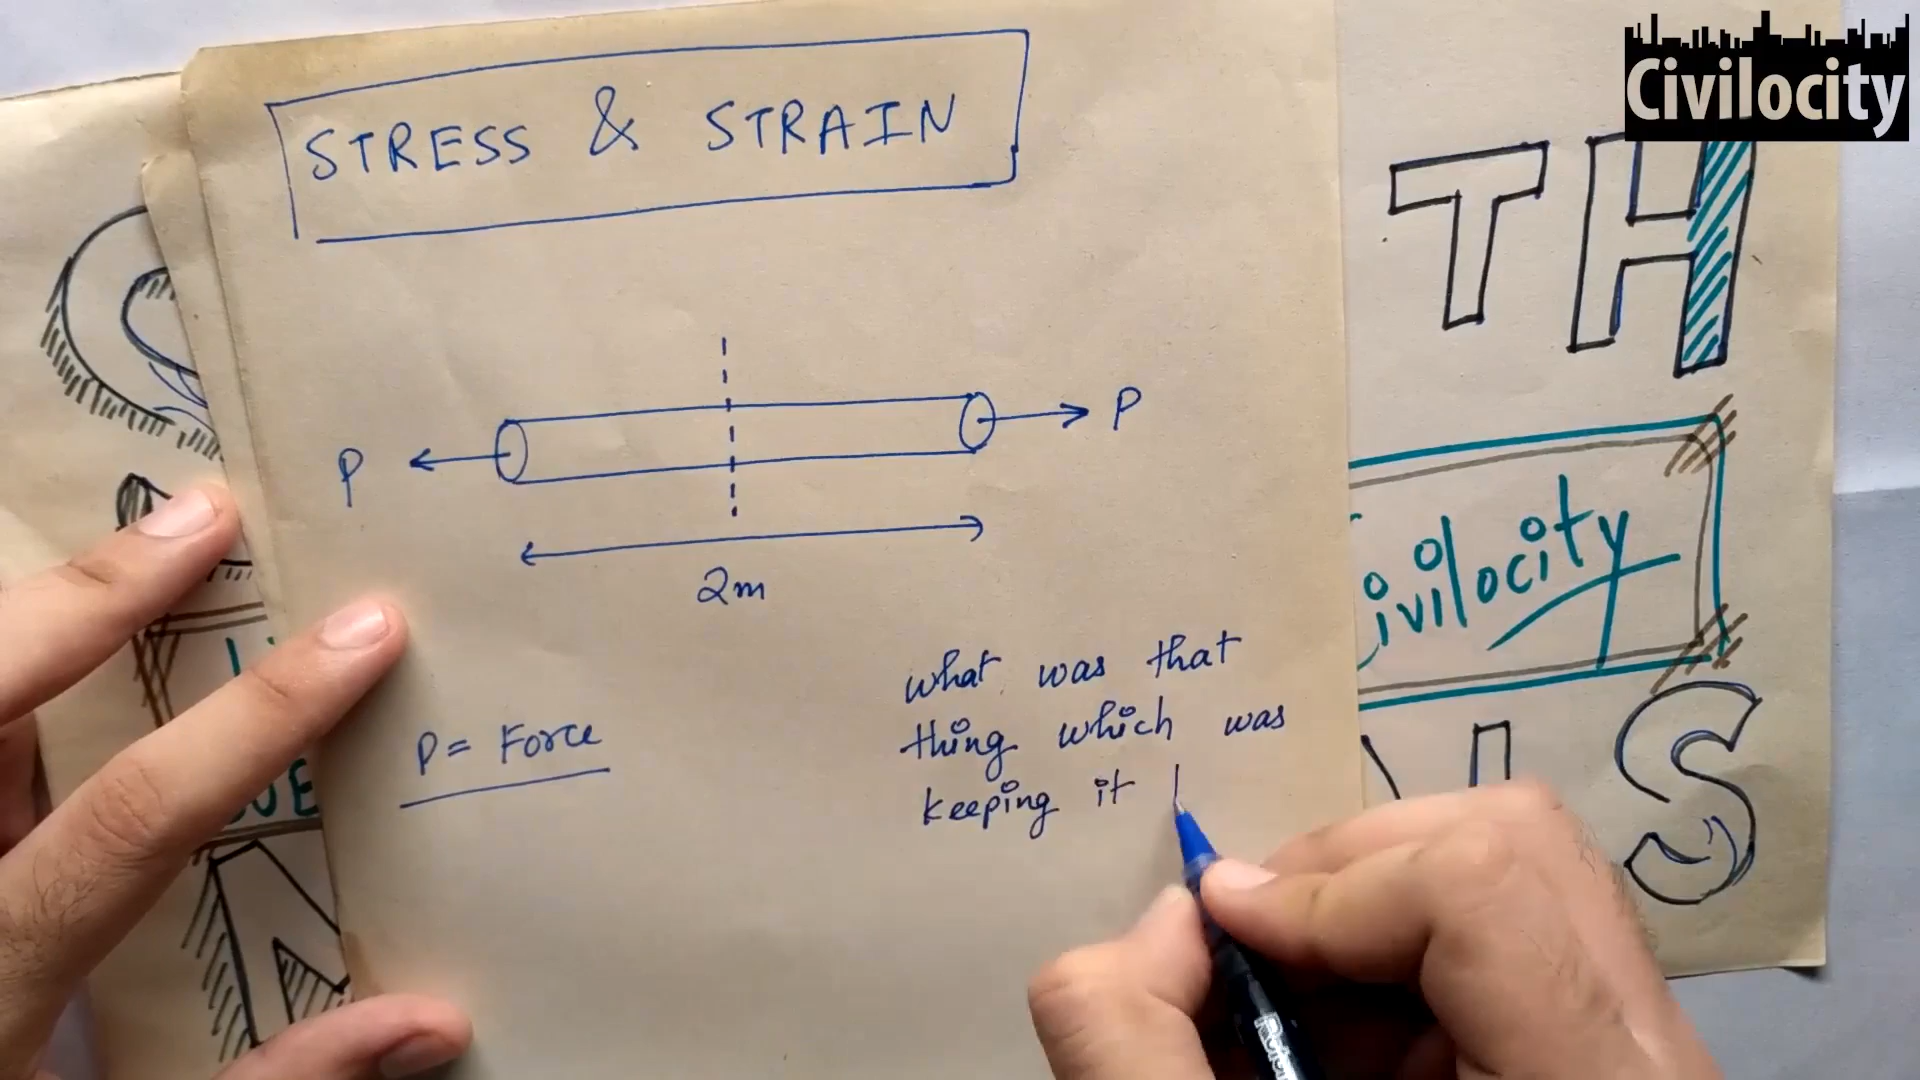 Civilocity
STRESS & STRAIN
TH
P
P
2m
Civilocity
what was that
thing which was
keeping it
P = Force
S